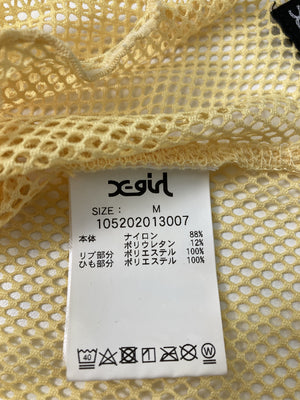 X-girl
SIZE: M
105202013007
本体 ナイロン 88%
ポリウレタン 12%
リブ部分 ポリエステル 100%
ひも部分 ポリエステル 100%
40
W